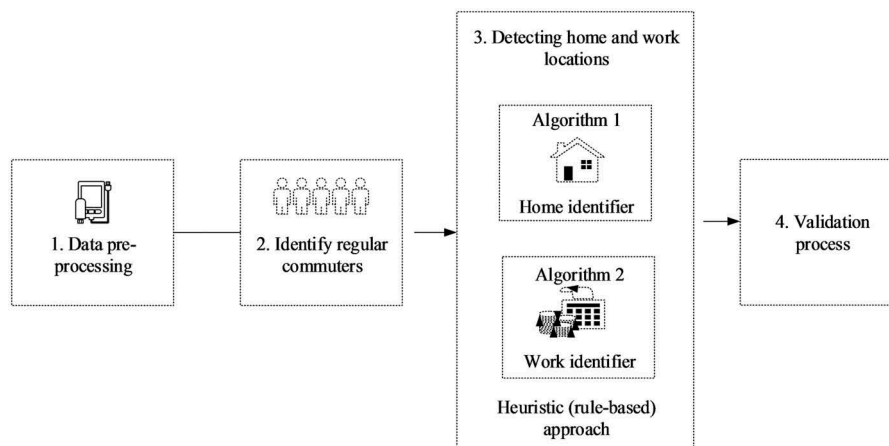 1. Data pre-
processing
2. Identify regular
commuters
3. Detecting home and work
locations
Algorithm 1
Home identifier
Algorithm 2
Work identifier
Heuristic (rule-based)
approach
4. Validation
process